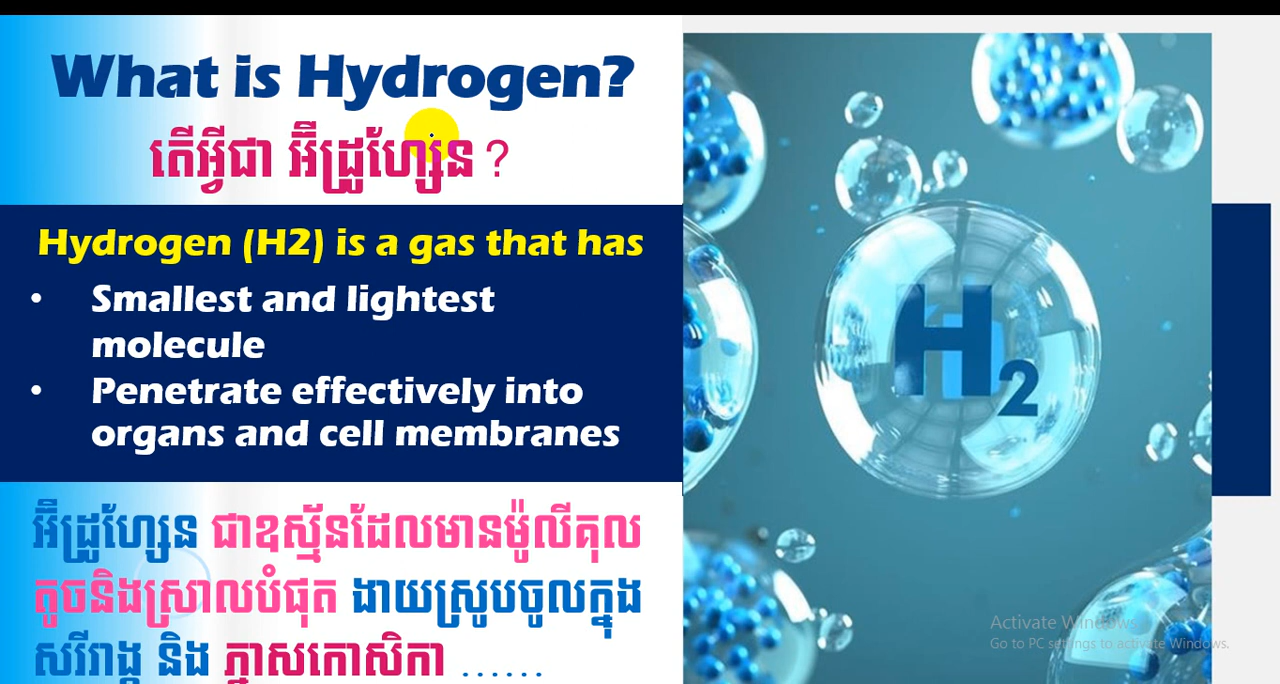 What is Hydrogen?
តើអ្វីជា អ៊ីដ្រូហ្សែន ?
Hydrogen (H2) is a gas that has
• Smallest and lightest
molecule
• Penetrate effectively into
organs and cell membranes
អ៊ីដ្រូហ្សែន ជាឧស្ម័នដែលមានម៉ូលីគុល
តូចនិងស្រាលបំផុត ងាយស្រូបចូលក្នុង
សរីរាង្គ និង ភ្នាសកោសិកា ......
H2
Activate Windows
Go to PC settings to activate Windows.